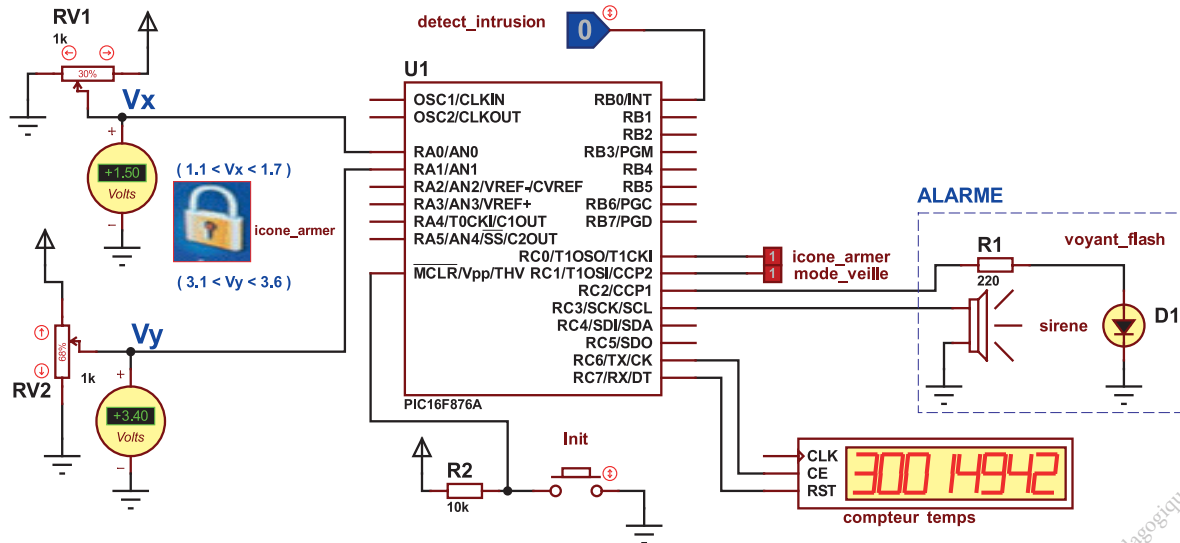 RV1
1k
30%
Vx
+1.50
Volts
( 1.1 < Vx < 1.7 )
icone_armer
( 3.1 < Vy < 3.6 )
68%
RV2
1k
Vy
+3.40
Volts
detect_intrusion
0
U1
OSC1/CLKIN
OSC2/CLKOUT
RA0/AN0
RA1/AN1
RA2/AN2/VREF-/CVREF
RA3/AN3/VREF+
RA4/T0CKI/C1OUT
RA5/AN4/SS/C2OUT
MCLR/Vpp/THV
RB0/INT
RB1
RB2
RB3/PGM
RB4
RB5
RB6/PGC
RB7/PGD
RC0/T1OSO/T1CKI
RC1/T1OSI/CCP2
RC2/CCP1
RC3/SCK/SCL
RC4/SDI/SDA
RC5/SDO
RC6/TX/CK
RC7/RX/DT
PIC16F876A
1 icone_armer
1 mode_veille
ALARME
R1
220
voyant_flash
sirene
D1
R2
10k
Init
CLK
CE
RST
30014942
compteur temps